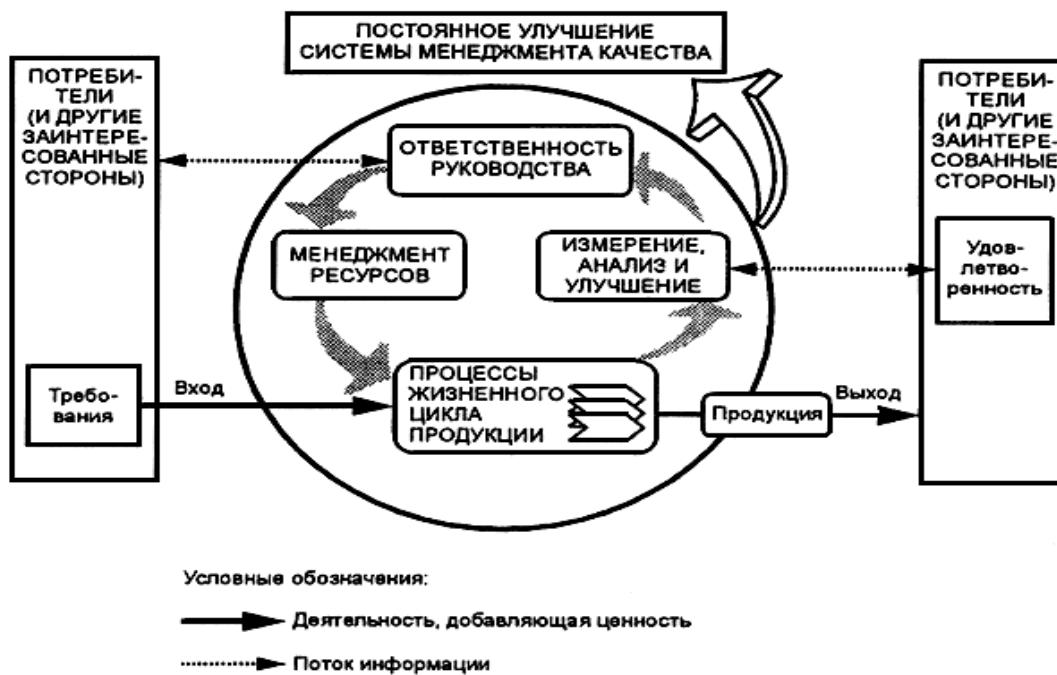 ПОСТОЯННОЕ УЛУЧШЕНИЕ
СИСТЕМЫ МЕНЕДЖМЕНТА КАЧЕСТВА
ПОТРЕБИ-
ТЕЛИ
(И ДРУГИЕ
ЗАИНТЕРЕ-
СОВАННЫЕ
СТОРОНЫ)
Требо-
вания
Вход
ОТВЕТСТВЕННОСТЬ
РУКОВОДСТВА
МЕНЕДЖМЕНТ
РЕСУРСОВ
ИЗМЕРЕНИЕ,
АНАЛИЗ И
УЛУЧШЕНИЕ
ПРОЦЕССЫ
ЖИЗНЕННОГО
ЦИКЛА
ПРОДУКЦИИ
Продукция
Выход
ПОТРЕБИ-
ТЕЛИ
(И ДРУГИЕ
ЗАИНТЕРЕ-
СОВАННЫЕ
СТОРОНЫ)
Удов-
летво-
ренность
Условные обозначения:
Деятельность, добавляющая ценность
Поток информации